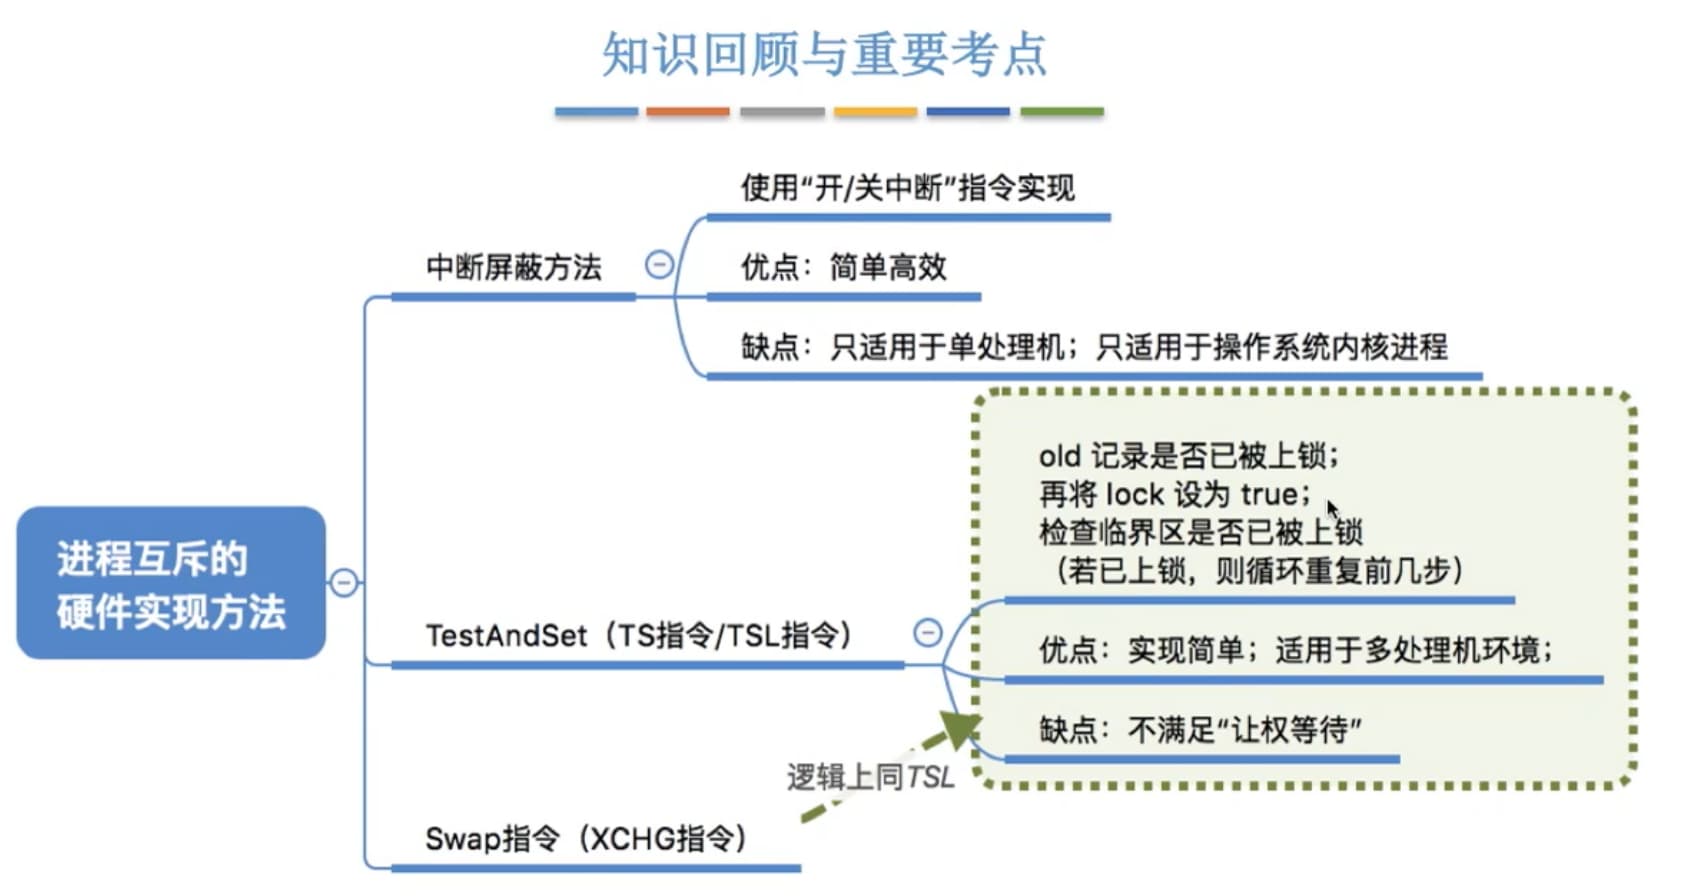 知识回顾与重要考点
使用“开/关中断”指令实现
中断屏蔽方法
优点：简单高效
缺点：只适用于单处理机；只适用于操作系统内核进程
old 记录是否已被上锁；
再将 lock 设为 true；
检查临界区是否已被上锁
（若已上锁，则循环重复前几步）
进程互斥的
硬件实现方法
TestAndSet（TS指令/TSL指令）
优点：实现简单；适用于多处理机环境；
缺点：不满足“让权等待”
逻辑上同TSL
Swap指令（XCHG指令）